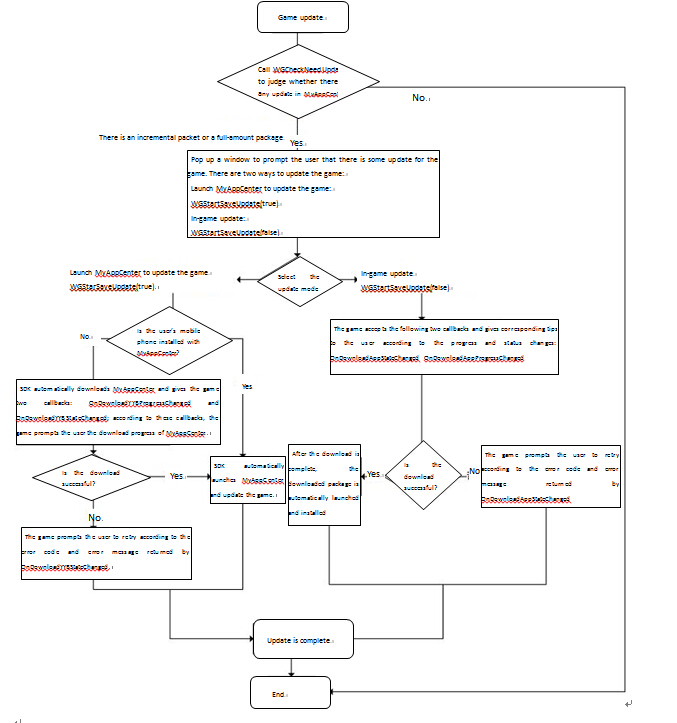 Game update.
Call WGCheckNeedUpda
to judge whether there
any update in MyAppCen
No.
There is an incremental packet or a full-amount package.
Yes.
Pop up a window to prompt the user that there is some update for the
game. There are two ways to update the game:
Launch MyAppCenter to update the game:
WGStartSaveUpdate(true).
In-game update:
WGStartSaveUpdate(false)
Launch MyAppCenter to update the game.
WGStarSaveUpdate(true).
Select the
update mode
In-game update.
WGStartSaveUpdate(false)
No.
Is the user's mobile
phone installed with
MyAppCenter?
Yes
The game accepts the following two callbacks and gives corresponding tips
to the user according to the progress and status changes:
OnDownloadAppStateChanged, OnDownloadAppProgressChanged
SDK automatically downloads MyAppCenter and gives the game
two callbacks: OnDownloadYYBProgressChanged and
OnDownloadYYBStateChanged; according to these callbacks, the
game prompts the user the download progress of MyAppCenter.
Is the download
successful?
Yes.
SDK automatically
launches MyAppCenter
and update the game.
After the download is
complete, the
downloaded package is
automatically launched
and installed
Yes.
Is the
download
successful?
No
The game prompts the user to retry
according to the error code and error
message returned by
OnDownloadAppStateChanged
No.
The game prompts the user to retry according to the
error code and error message returned by
OnDownloadYYBStateChanged.
Update is complete.
End.